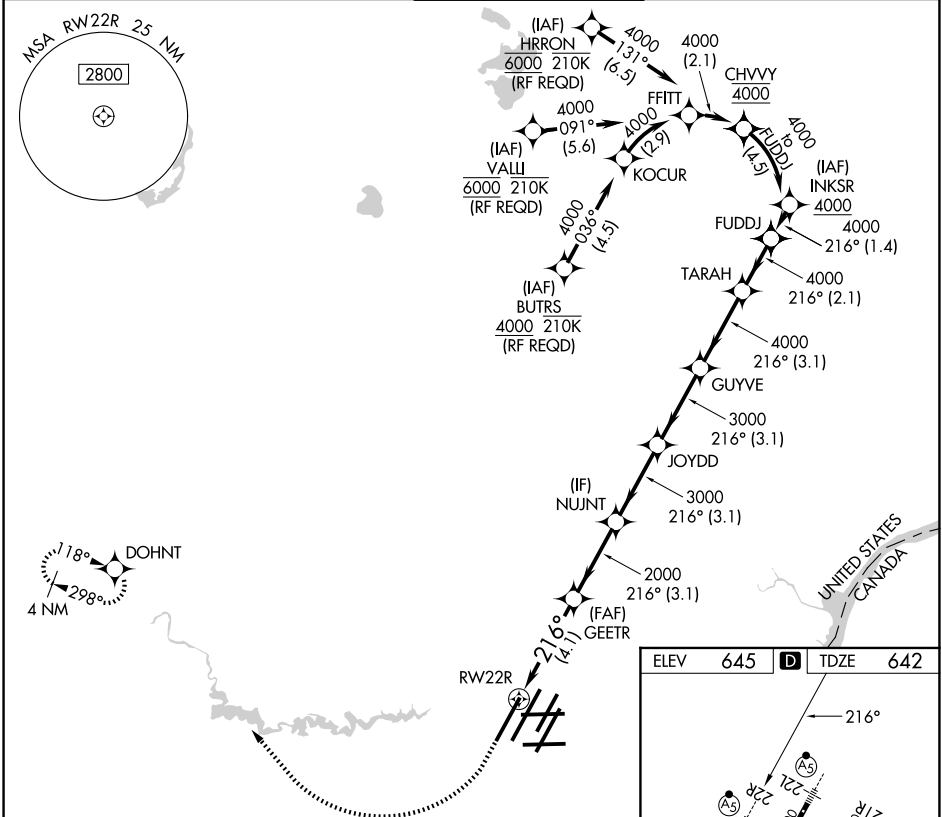 MSA RW22R 25 NM
2800
(IAF)
HRRON
6000 210K
(RF REQD)
4000
131°
(6.5)
4000
(2.1)
CHVVY
4000
FFITT
4000
091°
(5.6)
(IAF)
VALLI
6000 210K
(RF REQD)
4000
(2.9)
KOCUR
4000
to
FUDDJ
(4.5)
(IAF)
INKSR
4000
4000
216° (1.4)
FUDDJ
4000
036°
(4.5)
(IAF)
BUTRS
4000 210K
(RF REQD)
TARAH
4000
216° (2.1)
4000
216° (3.1)
GUYVE
3000
216° (3.1)
JOYDD
3000
216° (3.1)
(IF)
NUJNT
2000
216° (3.1)
(FAF)
GEETR
216°
(4.1)
RW22R
DOHNT
118°
298°
4 NM
UNITED STATES
CANADA
ELEV 645 D TDZE 642
216°
A5
22L
22R
A5
21R